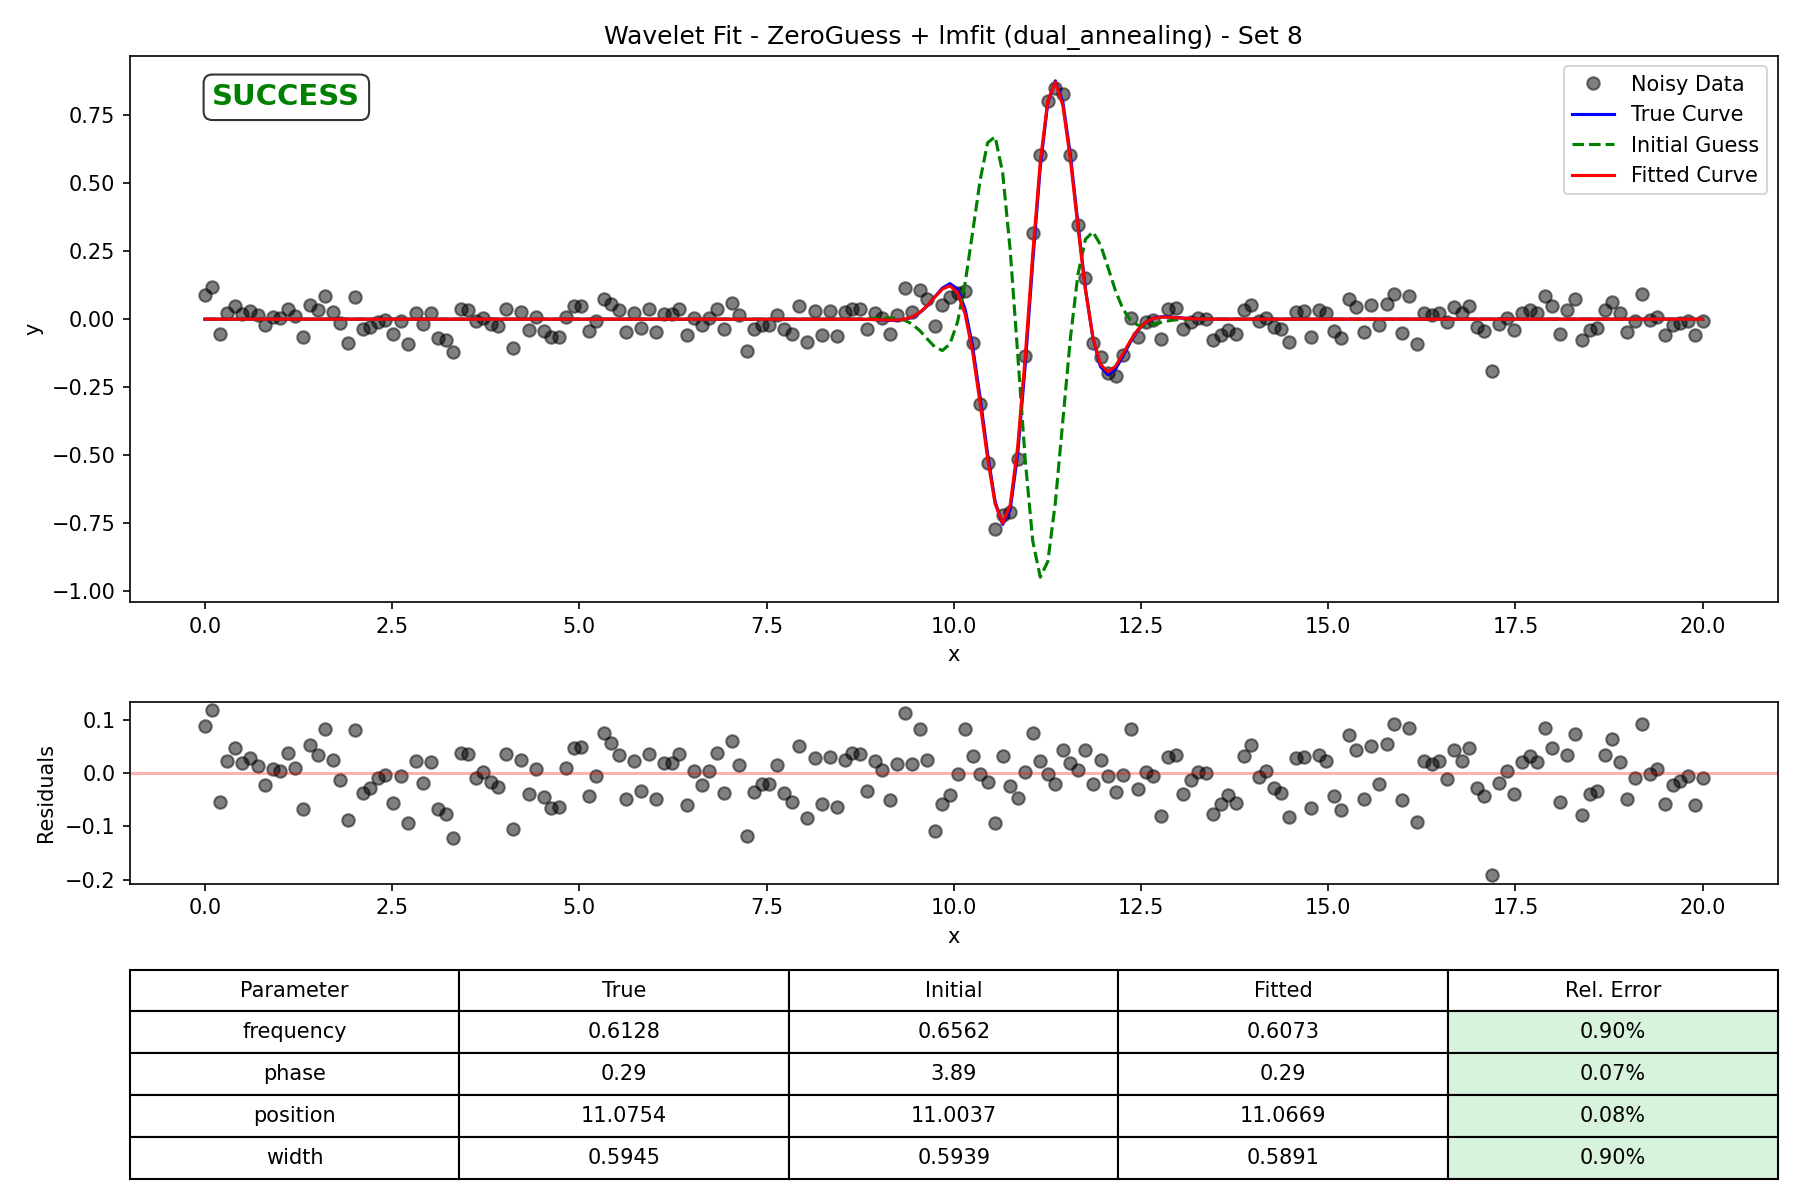 Wavelet Fit - ZeroGuess + lmfit (dual_annealing) - Set 8
SUCCESS
Noisy Data
True Curve
Initial Guess
Fitted Curve
y
0.75
0.50
0.25
0.00
−0.25
−0.50
−0.75
−1.00
0.0 2.5 5.0 7.5 10.0 12.5 15.0 17.5 20.0
x
Residuals
0.1
0.0
−0.1
−0.2
0.0 2.5 5.0 7.5 10.0 12.5 15.0 17.5 20.0
x
Parameter True Initial Fitted Rel. Error
frequency 0.6128 0.6562 0.6073 0.90%
phase 0.29 3.89 0.29 0.07%
position 11.0754 11.0037 11.0669 0.08%
width 0.5945 0.5939 0.5891 0.90%